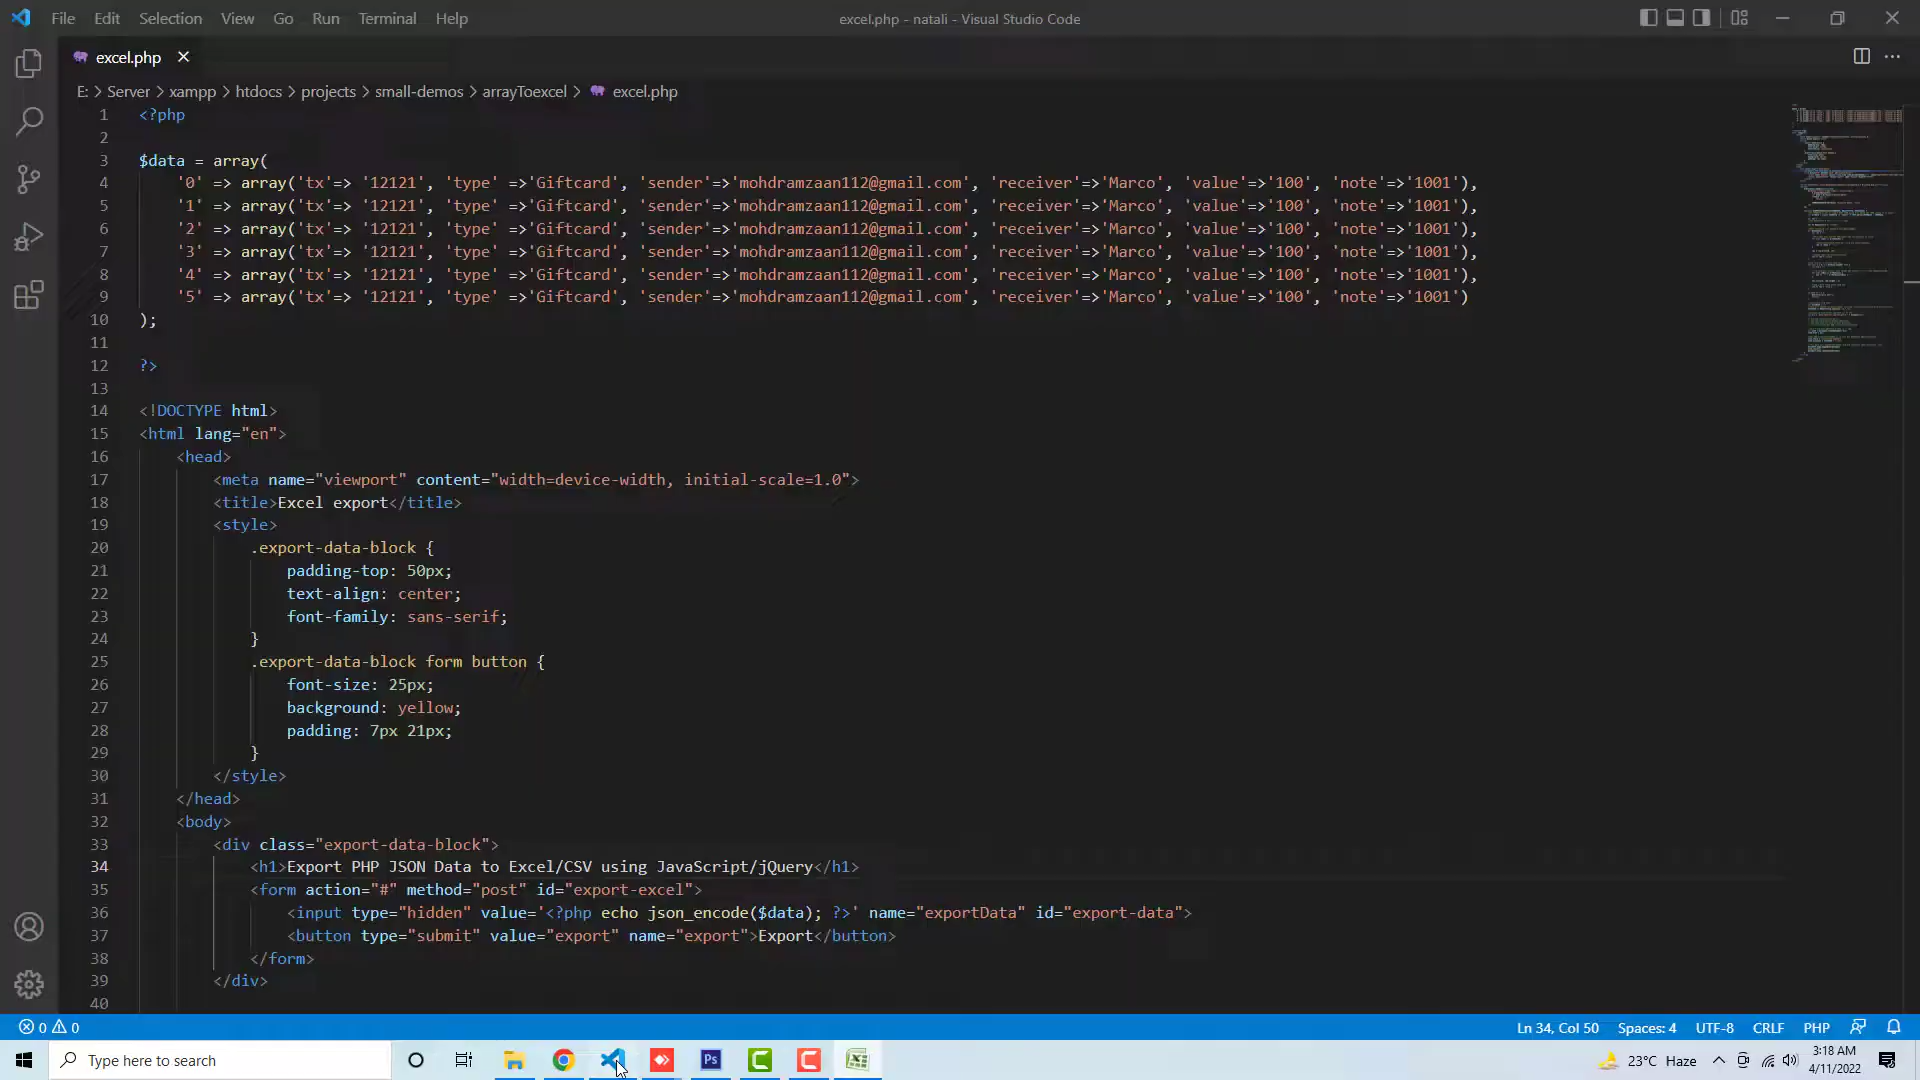 File Edit Selection View Go Run Terminal Help
excel.php - natali - Visual Studio Code
excel.php
E: > Server > xampp > htdocs > projects > small-demos > arrayToexcel > excel.php
1 <?php
2
3 $data = array(
4 '0' => array('tx'=> '12121', 'type' =>'Giftcard', 'sender'=>'mohdramzaan112@gmail.com', 'receiver'=>'Marco', 'value'=>'100', 'note'=>'1001'),
5 '1' => array('tx'=> '12121', 'type' =>'Giftcard', 'sender'=>'mohdramzaan112@gmail.com', 'receiver'=>'Marco', 'value'=>'100', 'note'=>'1001'),
6 '2' => array('tx'=> '12121', 'type' =>'Giftcard', 'sender'=>'mohdramzaan112@gmail.com', 'receiver'=>'Marco', 'value'=>'100', 'note'=>'1001'),
7 '3' => array('tx'=> '12121', 'type' =>'Giftcard', 'sender'=>'mohdramzaan112@gmail.com', 'receiver'=>'Marco', 'value'=>'100', 'note'=>'1001'),
8 '4' => array('tx'=> '12121', 'type' =>'Giftcard', 'sender'=>'mohdramzaan112@gmail.com', 'receiver'=>'Marco', 'value'=>'100', 'note'=>'1001'),
9 '5' => array('tx'=> '12121', 'type' =>'Giftcard', 'sender'=>'mohdramzaan112@gmail.com', 'receiver'=>'Marco', 'value'=>'100', 'note'=>'1001')
10 );
11
12 ?>
13
14 <!DOCTYPE html>
15 <html lang="en">
16 <head>
17 <meta name="viewport" content="width=device-width, initial-scale=1.0">
18 <title>Excel export</title>
19 <style>
20 .export-data-block {
21 padding-top: 50px;
22 text-align: center;
23 font-family: sans-serif;
24 }
25 .export-data-block form button {
26 font-size: 25px;
27 background: yellow;
28 padding: 7px 21px;
29 }
30 </style>
31 </head>
32 <body>
33 <div class="export-data-block">
34 <h1>Export PHP JSON Data to Excel/CSV using JavaScript/jQuery</h1>
35 <form action="#" method="post" id="export-excel">
36 <input type="hidden" value='<?php echo json_encode($data); ?>' name="exportData" id="export-data">
37 <button type="submit" value="export" name="export">Export</button>
38 </form>
39 </div>
40
0 0 Ln 34, Col 50 Spaces: 4 UTF-8 CRLF PHP
Type here to search
Ps
23°C Haze
3:18 AM
4/11/2022